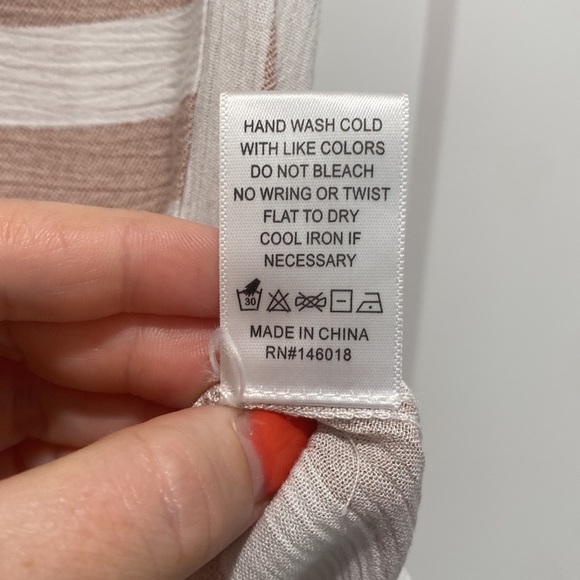 HAND WASH COLD
WITH LIKE COLORS
DO NOT BLEACH
NO WRING OR TWIST
FLAT TO DRY
COOL IRON IF
NECESSARY
30
MADE IN CHINA
RN#146018